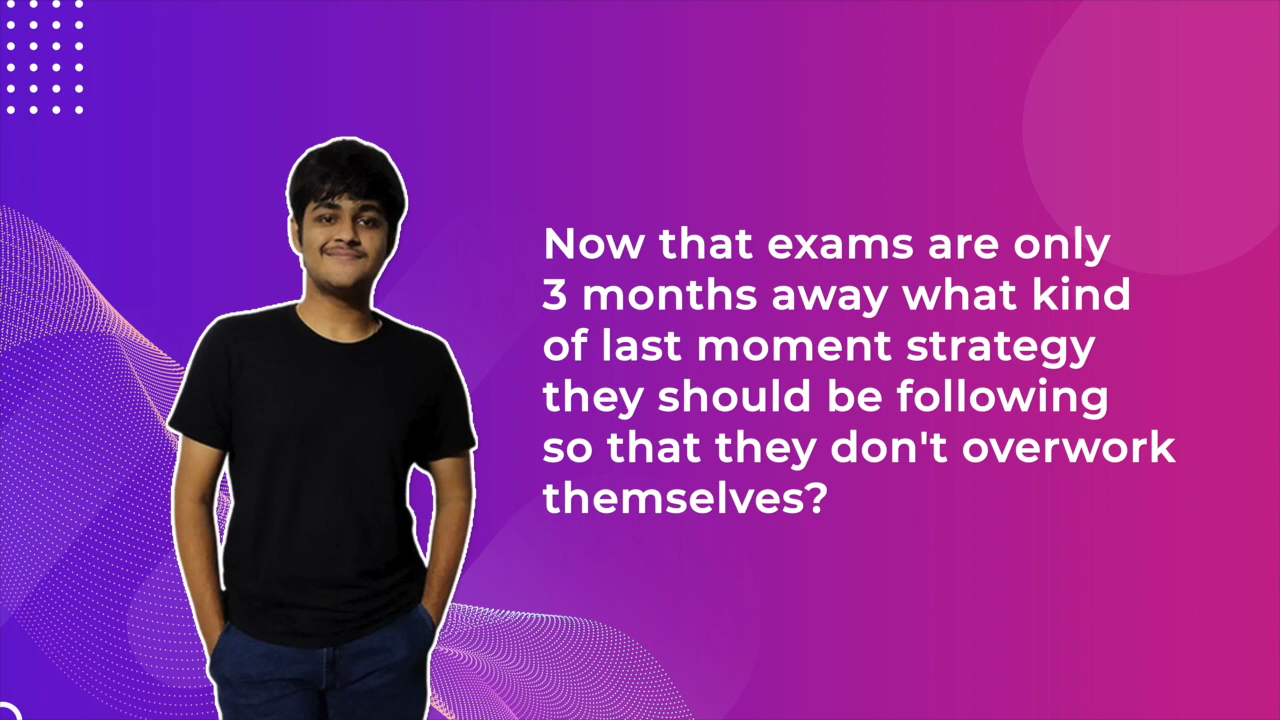 Now that exams are only
3 months away what kind
of last moment strategy
they should be following
so that they don't overwork
themselves?